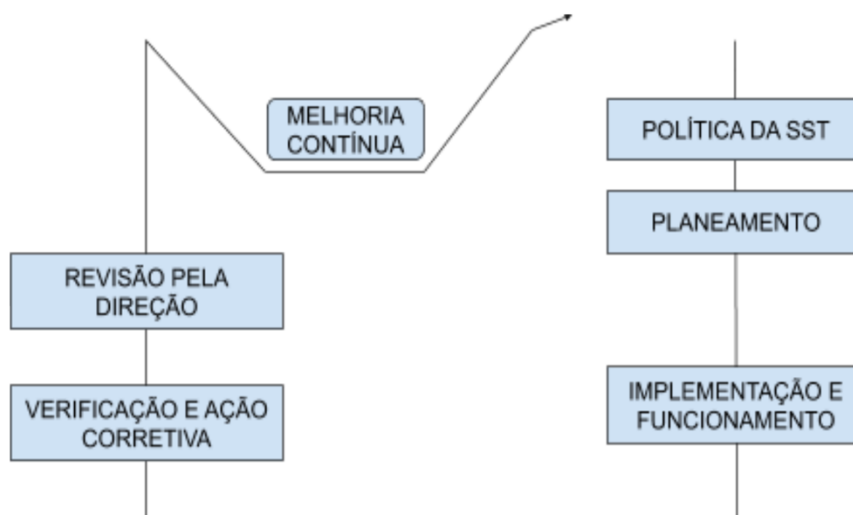 MELHORIA
CONTÍNUA
POLÍTICA DA SST
PLANEAMENTO
REVISÃO PELA
DIREÇÃO
IMPLEMENTAÇÃO E
FUNCIONAMENTO
VERIFICAÇÃO E AÇÃO
CORRETIVA